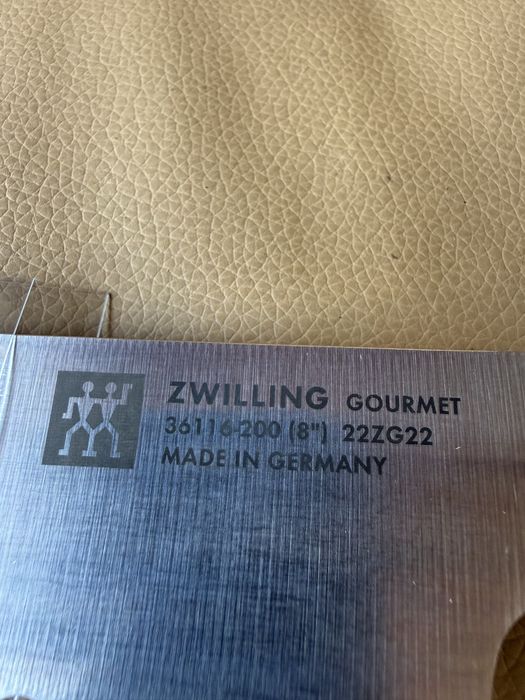 ZWILLING GOURMET
36116-200 (8") 22ZG22
MADE IN GERMANY